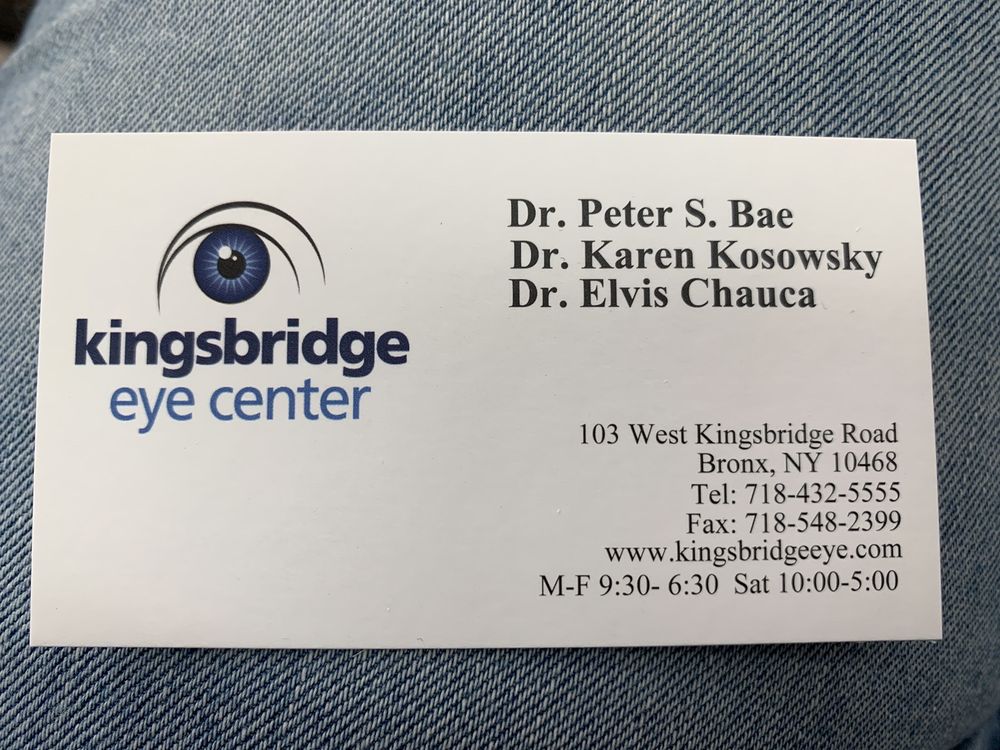 kingsbridge
eye center
Dr. Peter S. Bae
Dr. Karen Kosowsky
Dr. Elvis Chauca
103 West Kingsbridge Road
Bronx, NY 10468
Tel: 718-432-5555
Fax: 718-548-2399
www.kingsbridgeeye.com
M-F 9:30- 6:30  Sat 10:00-5:00